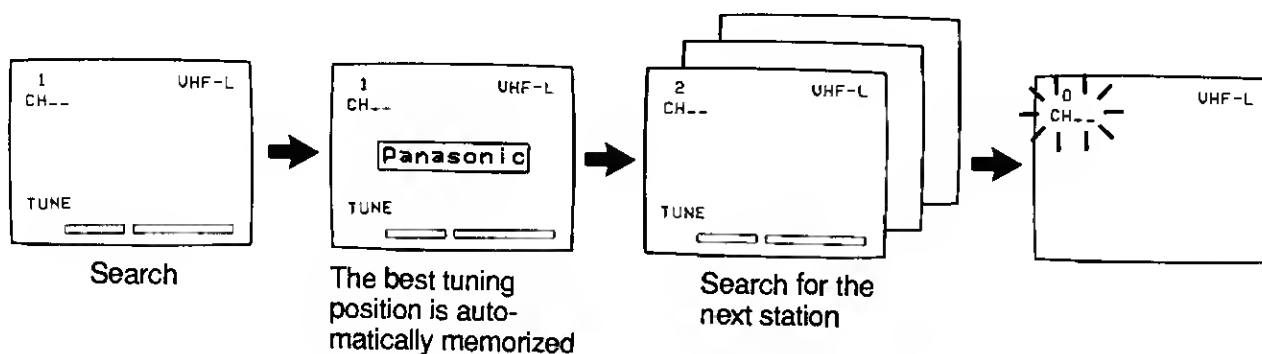 1
VHF-L
CH--
TUNE
Search
1
VHF-L
CH--
Panasonic
TUNE
The best tuning
position is auto-
matically memorized
2
VHF-L
CH--
TUNE
Search for the
next station
0
VHF-L
CH--